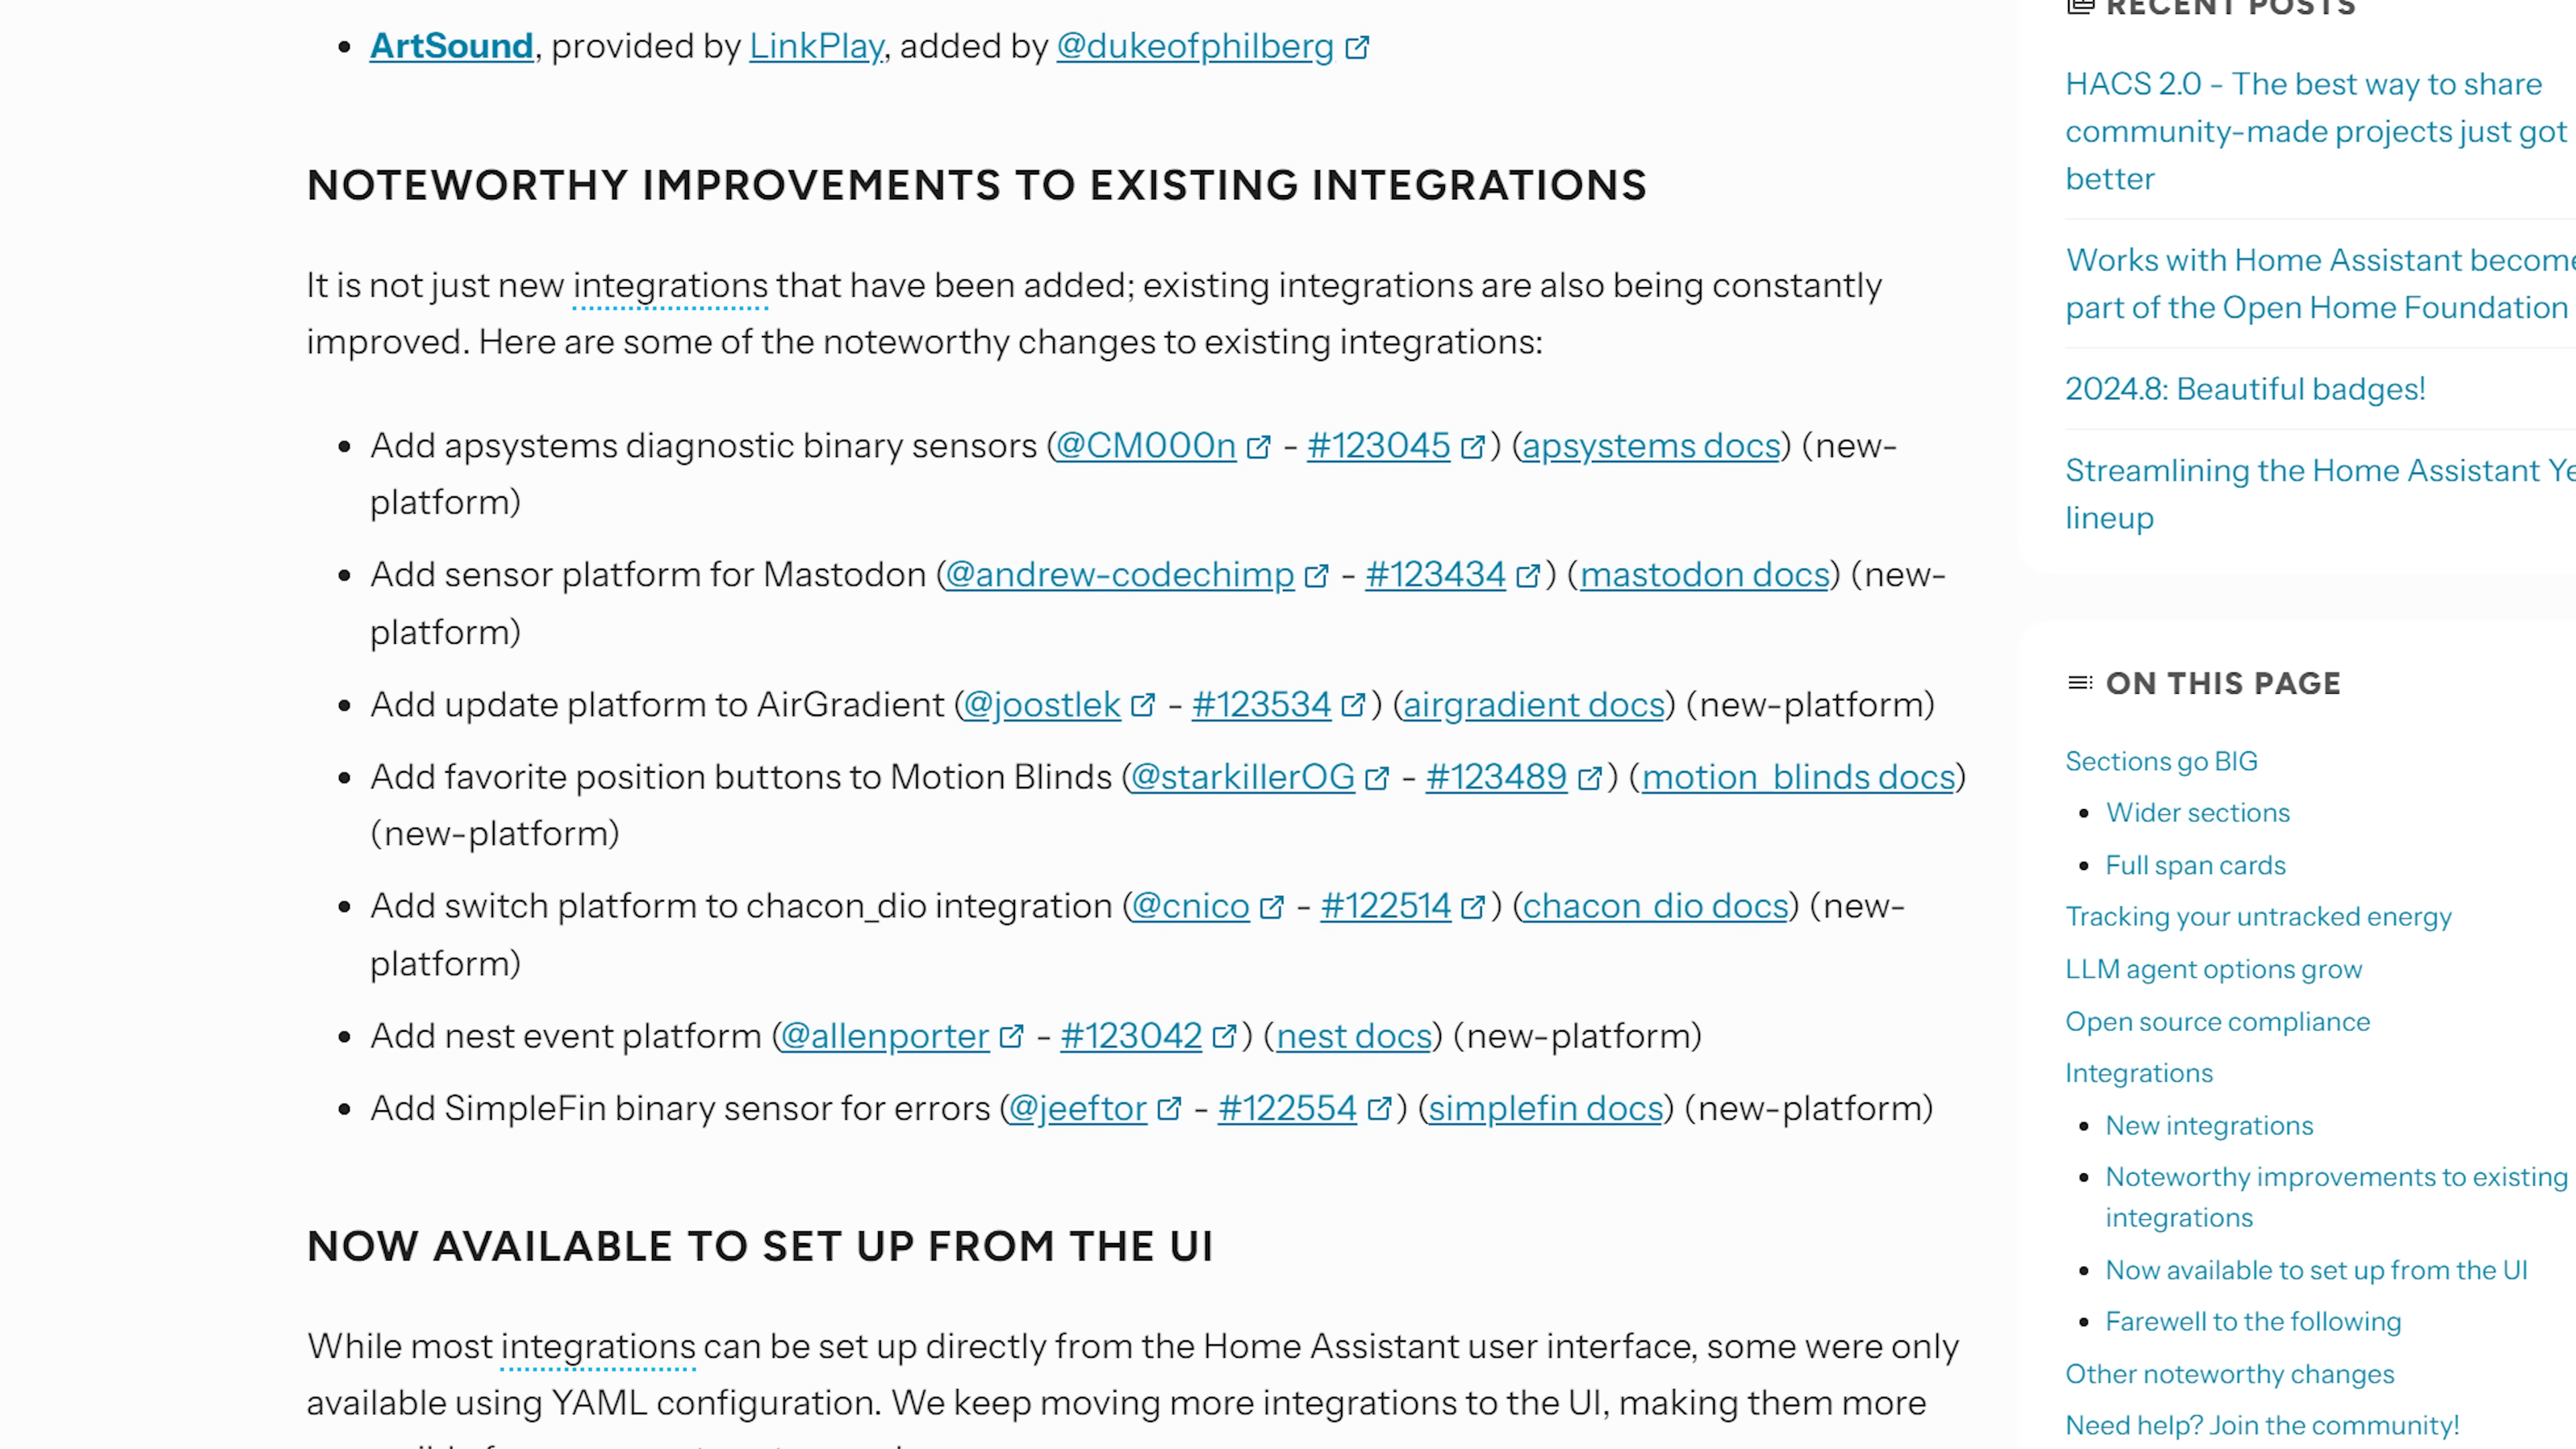 ArtSound, provided by LinkPlay, added by @dukeofphilberg
NOTEWORTHY IMPROVEMENTS TO EXISTING INTEGRATIONS
It is not just new integrations that have been added; existing integrations are also being constantly
improved. Here are some of the noteworthy changes to existing integrations:
Add apsystems diagnostic binary sensors (@CM000n - #123045) (apsystems docs) (new-
platform)
Add sensor platform for Mastodon (@andrew-codechimp - #123434) (mastodon docs) (new-
platform)
Add update platform to AirGradient (@joostlek - #123534) (airgradient docs) (new-platform)
Add favorite position buttons to Motion Blinds (@starkillerOG - #123489) (motion_blinds docs)
(new-platform)
Add switch platform to chacon_dio integration (@cnico - #122514) (chacon_dio docs) (new-
platform)
Add nest event platform (@allenporter - #123042) (nest docs) (new-platform)
Add SimpleFin binary sensor for errors (@jeeftor - #122554) (simplefin docs) (new-platform)
NOW AVAILABLE TO SET UP FROM THE UI
While most integrations can be set up directly from the Home Assistant user interface, some were only
available using YAML configuration. We keep moving more integrations to the UI, making them more
RECENT POSTS
HACS 2.0 - The best way to share
community-made projects just got
better
Works with Home Assistant become
part of the Open Home Foundation
2024.8: Beautiful badges!
Streamlining the Home Assistant Ye
lineup
ON THIS PAGE
Sections go BIG
Wider sections
Full span cards
Tracking your untracked energy
LLM agent options grow
Open source compliance
Integrations
New integrations
Noteworthy improvements to existing
integrations
Now available to set up from the UI
Farewell to the following
Other noteworthy changes
Need help? Join the community!